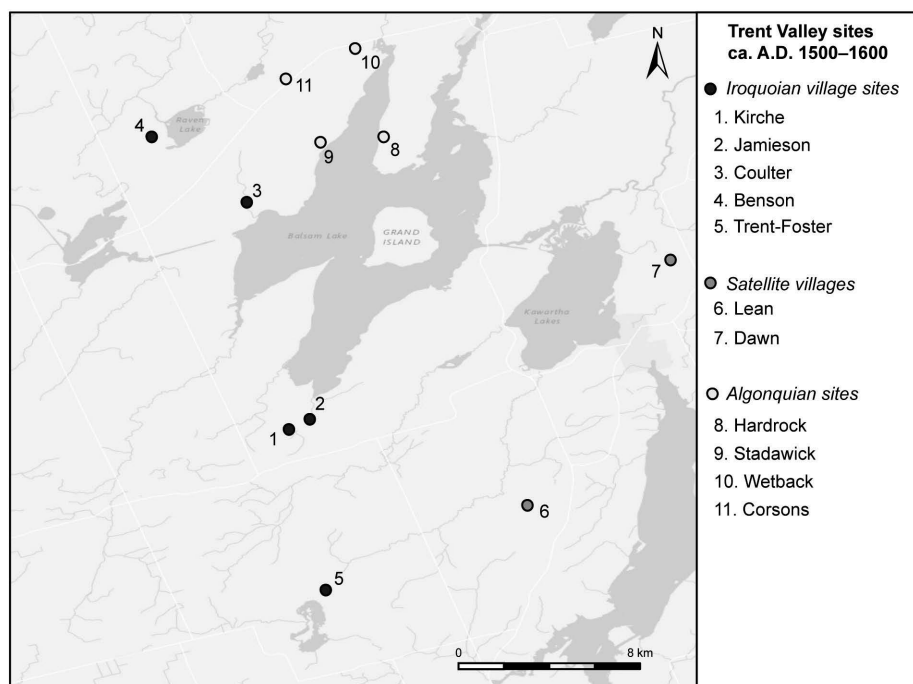 10
11
N
Raven
Lake
4
9
8
3
Balsam Lake
GRAND
ISLAND
7
Kawartha
Lakes
2
1
6
5
0
8 km
Trent Valley sites
ca. A.D. 1500–1600
Iroquoian village sites
1. Kirche
2. Jamieson
3. Coulter
4. Benson
5. Trent-Foster
Satellite villages
6. Lean
7. Dawn
Algonquian sites
8. Hardrock
9. Stadawick
10. Wetback
11. Corsons